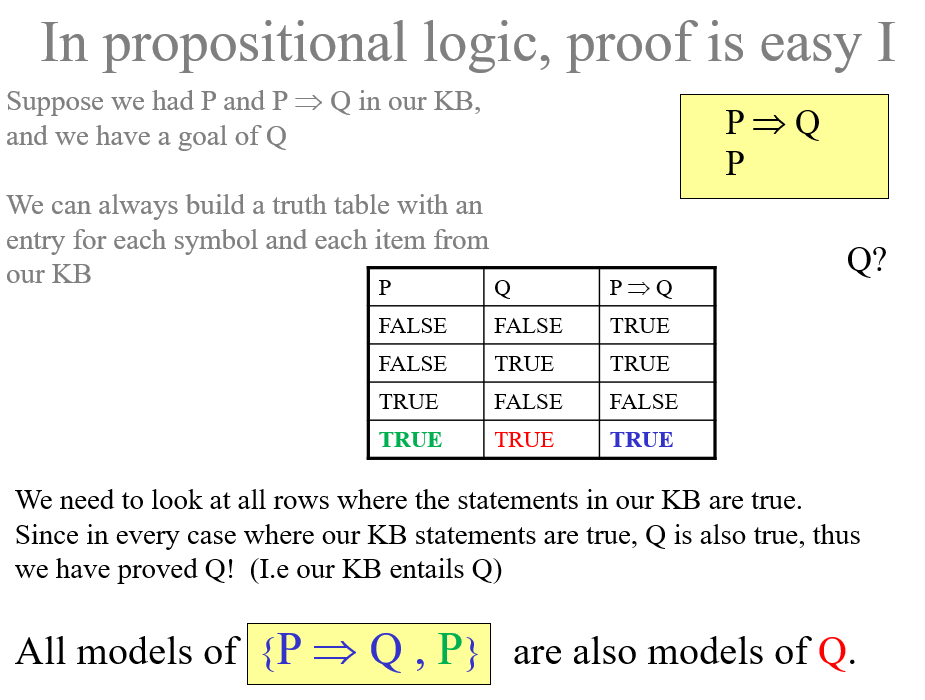 In propositional logic, proof is easy I
Suppose we had P and P ⇒ Q in our KB,
and we have a goal of Q
P ⇒ Q
P
We can always build a truth table with an
entry for each symbol and each item from
our KB
Q?
P Q P ⇒ Q
FALSE FALSE TRUE
FALSE TRUE TRUE
TRUE FALSE FALSE
TRUE TRUE TRUE
We need to look at all rows where the statements in our KB are true.
Since in every case where our KB statements are true, Q is also true, thus
we have proved Q! (I.e our KB entails Q)
All models of {P ⇒ Q , P} are also models of Q.